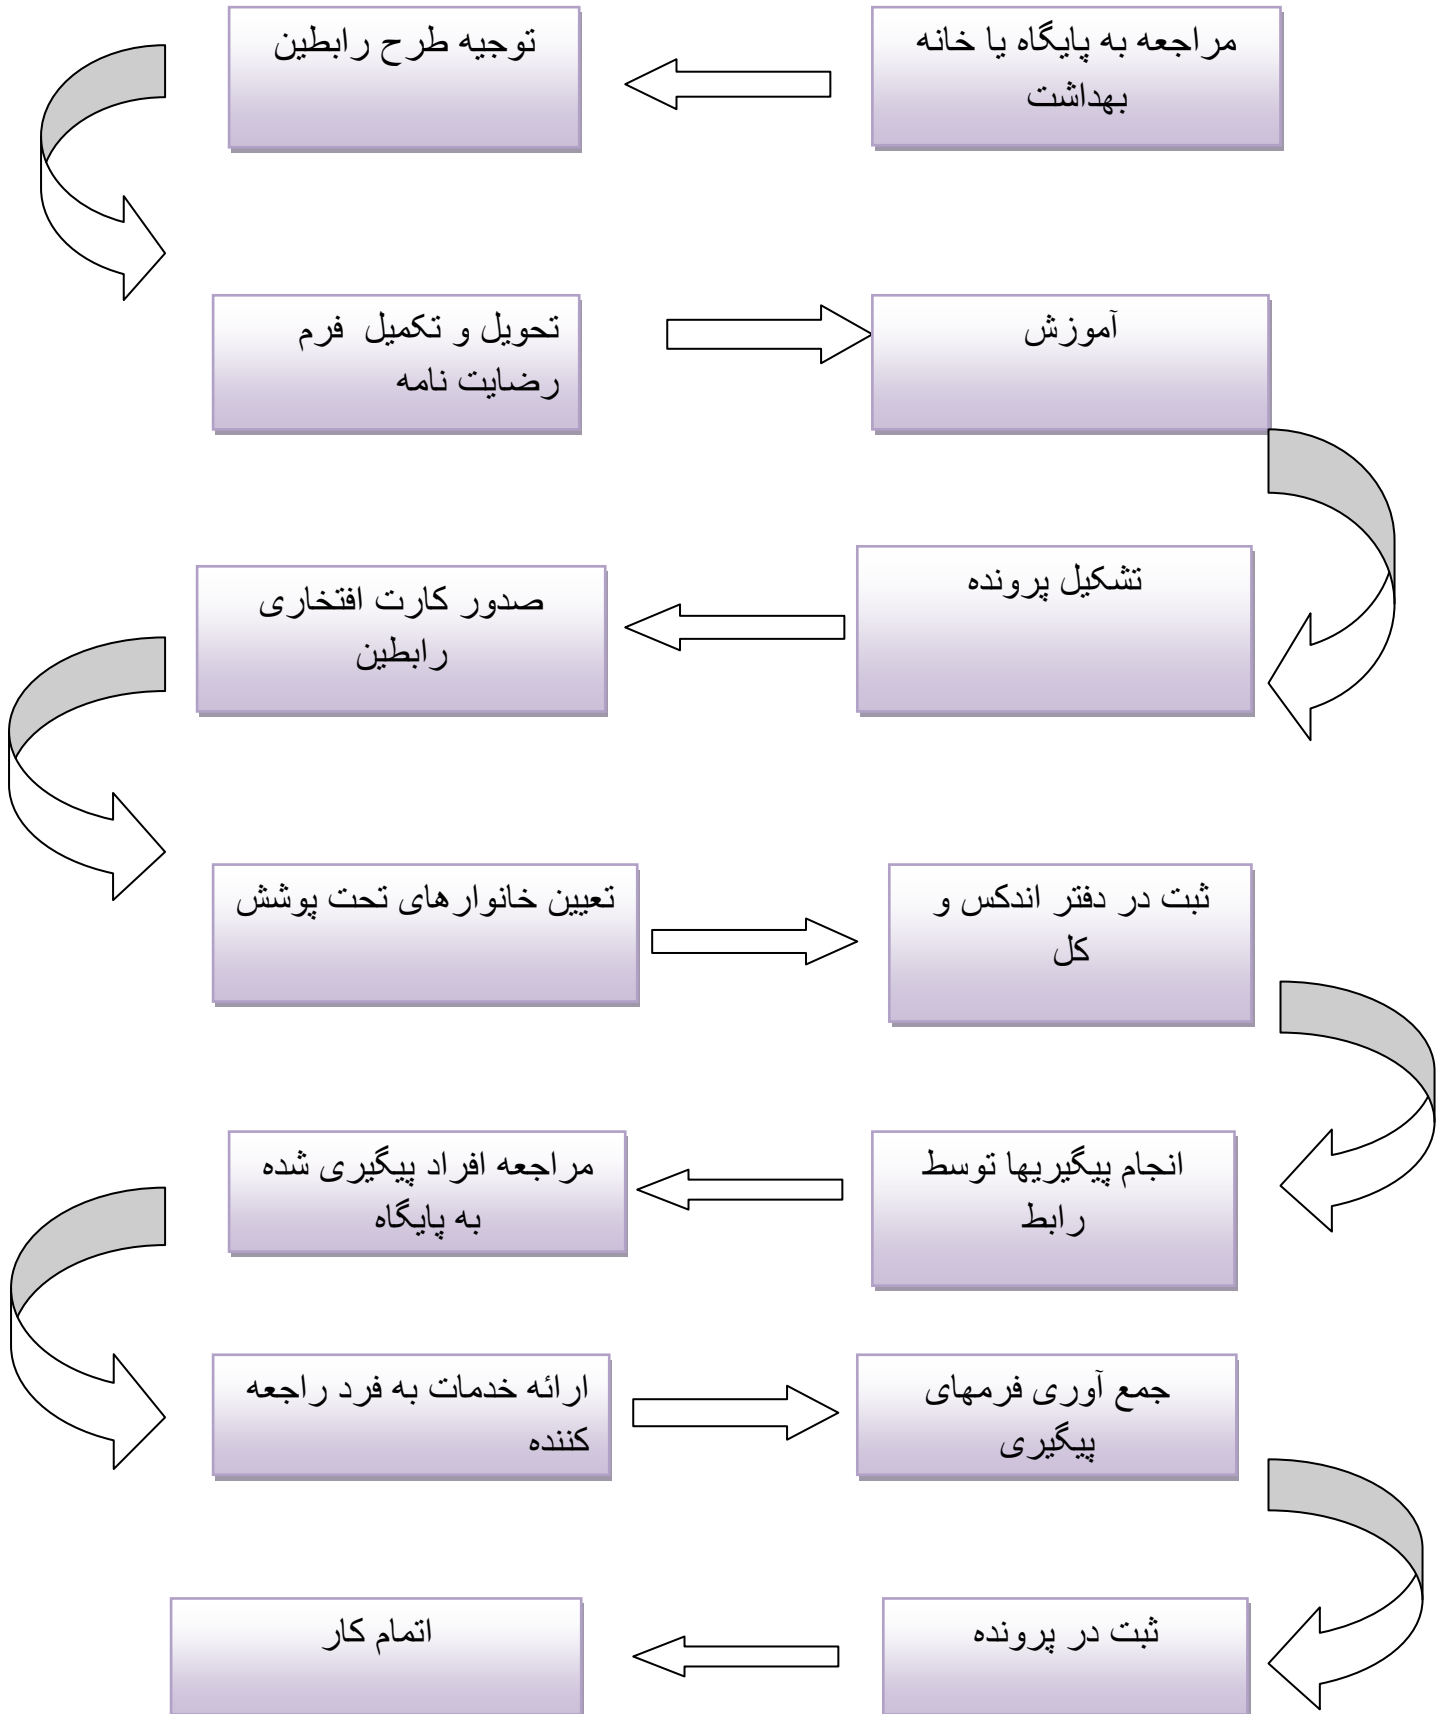 مراجعه به پایگاه یا خانه
بهداشت
توجیه طرح رابطین
تحویل و تکمیل فرم
رضایت نامه
آموزش
تشکیل پرونده
صدور کارت افتخاری
رابطین
تعیین خانوارهای تحت پوشش
ثبت در دفتر اندکس و
کل
انجام پیگیریها توسط
رابط
مراجعه افراد پیگیری شده
به پایگاه
ارائه خدمات به فرد راجعه
کننده
جمع آوری فرمهای
پیگیری
ثبت در پرونده
اتمام کار